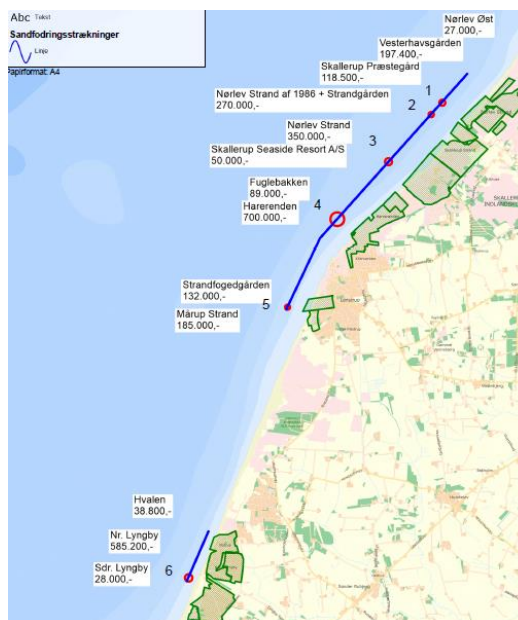 Abc Tekst
Sandfodringsstrækninger
Linje
Papirformat: A4
Nørlev Øst
27.000,-
Vesterhavsgården
197.400,-
Skallerup Præstegård
118.500,-
1
Nørlev Strand af 1986 + Strandgården
270.000,-
2
Nørlev Strand
350.000,-
3
Skallerup Seaside Resort A/S
50.000,-
Fuglebakken
89.000,-
4
Harerenden
700.000,-
Strandfogedgården
132.000,-
5
Mårup Strand
185.000,-
Hvalen
38.800,-
Nr. Lyngby
585.200,-
6
Sdr. Lyngby
28.000,-